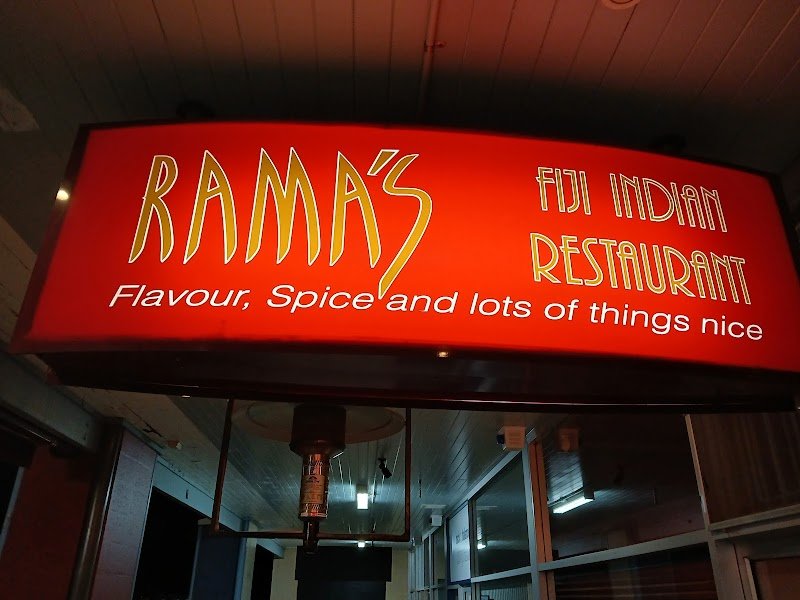 RAMA'S
FIJI INDIAN
RESTAURANT
Flavour, Spice and lots of things nice